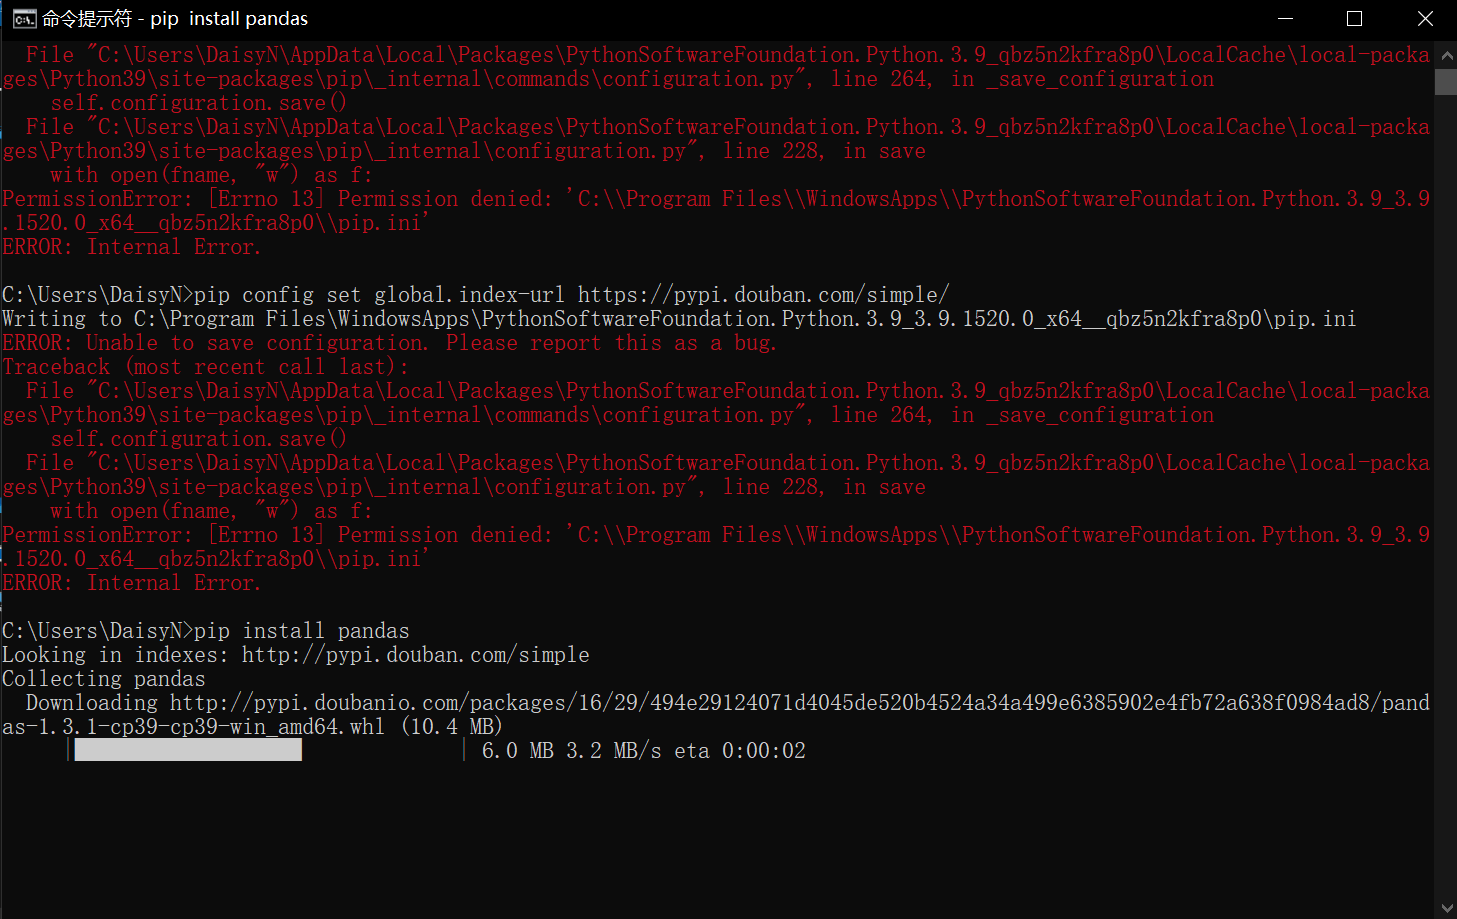 命令提示符 - pip  install pandas
  File "C:\Users\DaisyN\AppData\Local\Packages\PythonSoftwareFoundation.Python.3.9_qbz5n2kfra8p0\LocalCache\local-packa
ges\Python39\site-packages\pip\_internal\commands\configuration.py", line 264, in _save_configuration
    self.configuration.save()
  File "C:\Users\DaisyN\AppData\Local\Packages\PythonSoftwareFoundation.Python.3.9_qbz5n2kfra8p0\LocalCache\local-packa
ges\Python39\site-packages\pip\_internal\configuration.py", line 228, in save
    with open(fname, "w") as f:
PermissionError: [Errno 13] Permission denied: 'C:\\Program Files\\WindowsApps\\PythonSoftwareFoundation.Python.3.9_3.9
.1520.0_x64__qbz5n2kfra8p0\\pip.ini'
ERROR: Internal Error.
C:\Users\DaisyN>pip config set global.index-url https://pypi.douban.com/simple/
Writing to C:\Program Files\WindowsApps\PythonSoftwareFoundation.Python.3.9_3.9.1520.0_x64__qbz5n2kfra8p0\pip.ini
ERROR: Unable to save configuration. Please report this as a bug.
Traceback (most recent call last):
  File "C:\Users\DaisyN\AppData\Local\Packages\PythonSoftwareFoundation.Python.3.9_qbz5n2kfra8p0\LocalCache\local-packa
ges\Python39\site-packages\pip\_internal\commands\configuration.py", line 264, in _save_configuration
    self.configuration.save()
  File "C:\Users\DaisyN\AppData\Local\Packages\PythonSoftwareFoundation.Python.3.9_qbz5n2kfra8p0\LocalCache\local-packa
ges\Python39\site-packages\pip\_internal\configuration.py", line 228, in save
    with open(fname, "w") as f:
PermissionError: [Errno 13] Permission denied: 'C:\\Program Files\\WindowsApps\\PythonSoftwareFoundation.Python.3.9_3.9
.1520.0_x64__qbz5n2kfra8p0\\pip.ini'
ERROR: Internal Error.
C:\Users\DaisyN>pip install pandas
Looking in indexes: http://pypi.douban.com/simple
Collecting pandas
  Downloading http://pypi.doubanio.com/packages/16/29/494e29124071d4045de520b4524a34a499e6385902e4fb72a638f0984ad8/pand
as-1.3.1-cp39-cp39-win_amd64.whl (10.4 MB)
6.0 MB 3.2 MB/s eta 0:00:02